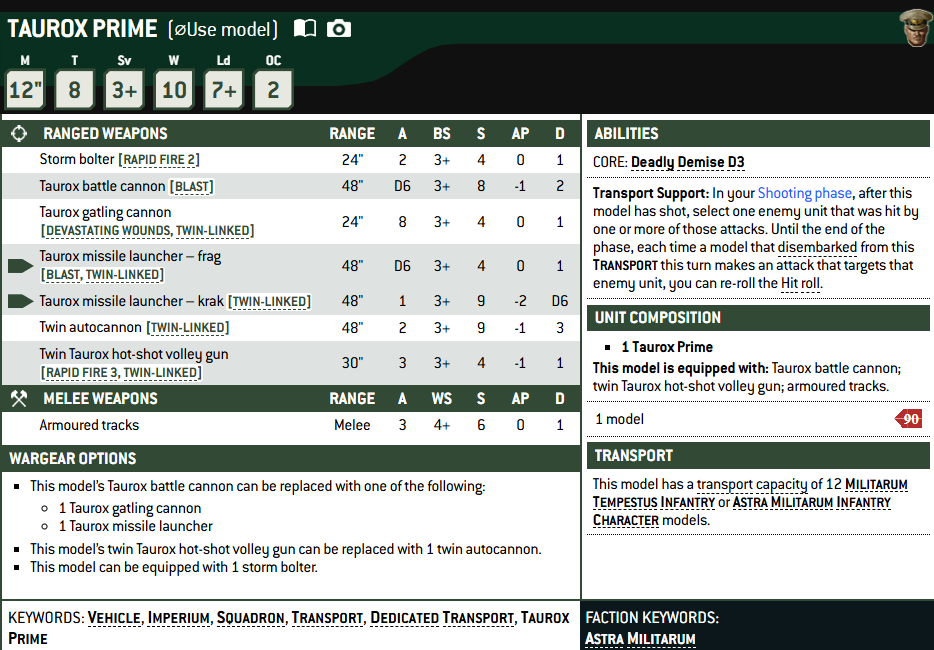 TAUROX PRIME (⌀Use model)
M T Sv W Ld OC
12" 8 3+ 10 7+ 2
RANGED WEAPONS RANGE A BS S AP D
Storm bolter [RAPID FIRE 2] 24" 2 3+ 4 0 1
Taurox battle cannon [BLAST] 48" D6 3+ 8 -1 2
Taurox gatling cannon
[DEVASTATING WOUNDS, TWIN-LINKED] 24" 8 3+ 4 0 1
Taurox missile launcher – frag
[BLAST, TWIN-LINKED] 48" D6 3+ 4 0 1
Taurox missile launcher – krak [TWIN-LINKED] 48" 1 3+ 9 -2 D6
Twin autocannon [TWIN-LINKED] 48" 2 3+ 9 -1 3
Twin Taurox hot-shot volley gun
[RAPID FIRE 3, TWIN-LINKED] 30" 3 3+ 4 -1 1
MELEE WEAPONS RANGE A WS S AP D
Armoured tracks Melee 3 4+ 6 0 1
WARGEAR OPTIONS
▪ This model's Taurox battle cannon can be replaced with one of the following:
◦ 1 Taurox gatling cannon
◦ 1 Taurox missile launcher
▪ This model's twin Taurox hot-shot volley gun can be replaced with 1 twin autocannon.
▪ This model can be equipped with 1 storm bolter.
ABILITIES
CORE: Deadly Demise D3
Transport Support: In your Shooting phase, after this
model has shot, select one enemy unit that was hit by
one or more of those attacks. Until the end of the
phase, each time a model that disembarked from this
TRANSPORT this turn makes an attack that targets that
enemy unit, you can re-roll the Hit roll.
UNIT COMPOSITION
▪ 1 Taurox Prime
This model is equipped with: Taurox battle cannon;
twin Taurox hot-shot volley gun; armoured tracks.
1 model 90
TRANSPORT
This model has a transport capacity of 12 MILITARUM
TEMPESTUS INFANTRY or ASTRA MILITARUM INFANTRY
CHARACTER models.
KEYWORDS: VEHICLE, IMPERIUM, SQUADRON, TRANSPORT, DEDICATED TRANSPORT, TAUROX
PRIME
FACTION KEYWORDS:
ASTRA MILITARUM